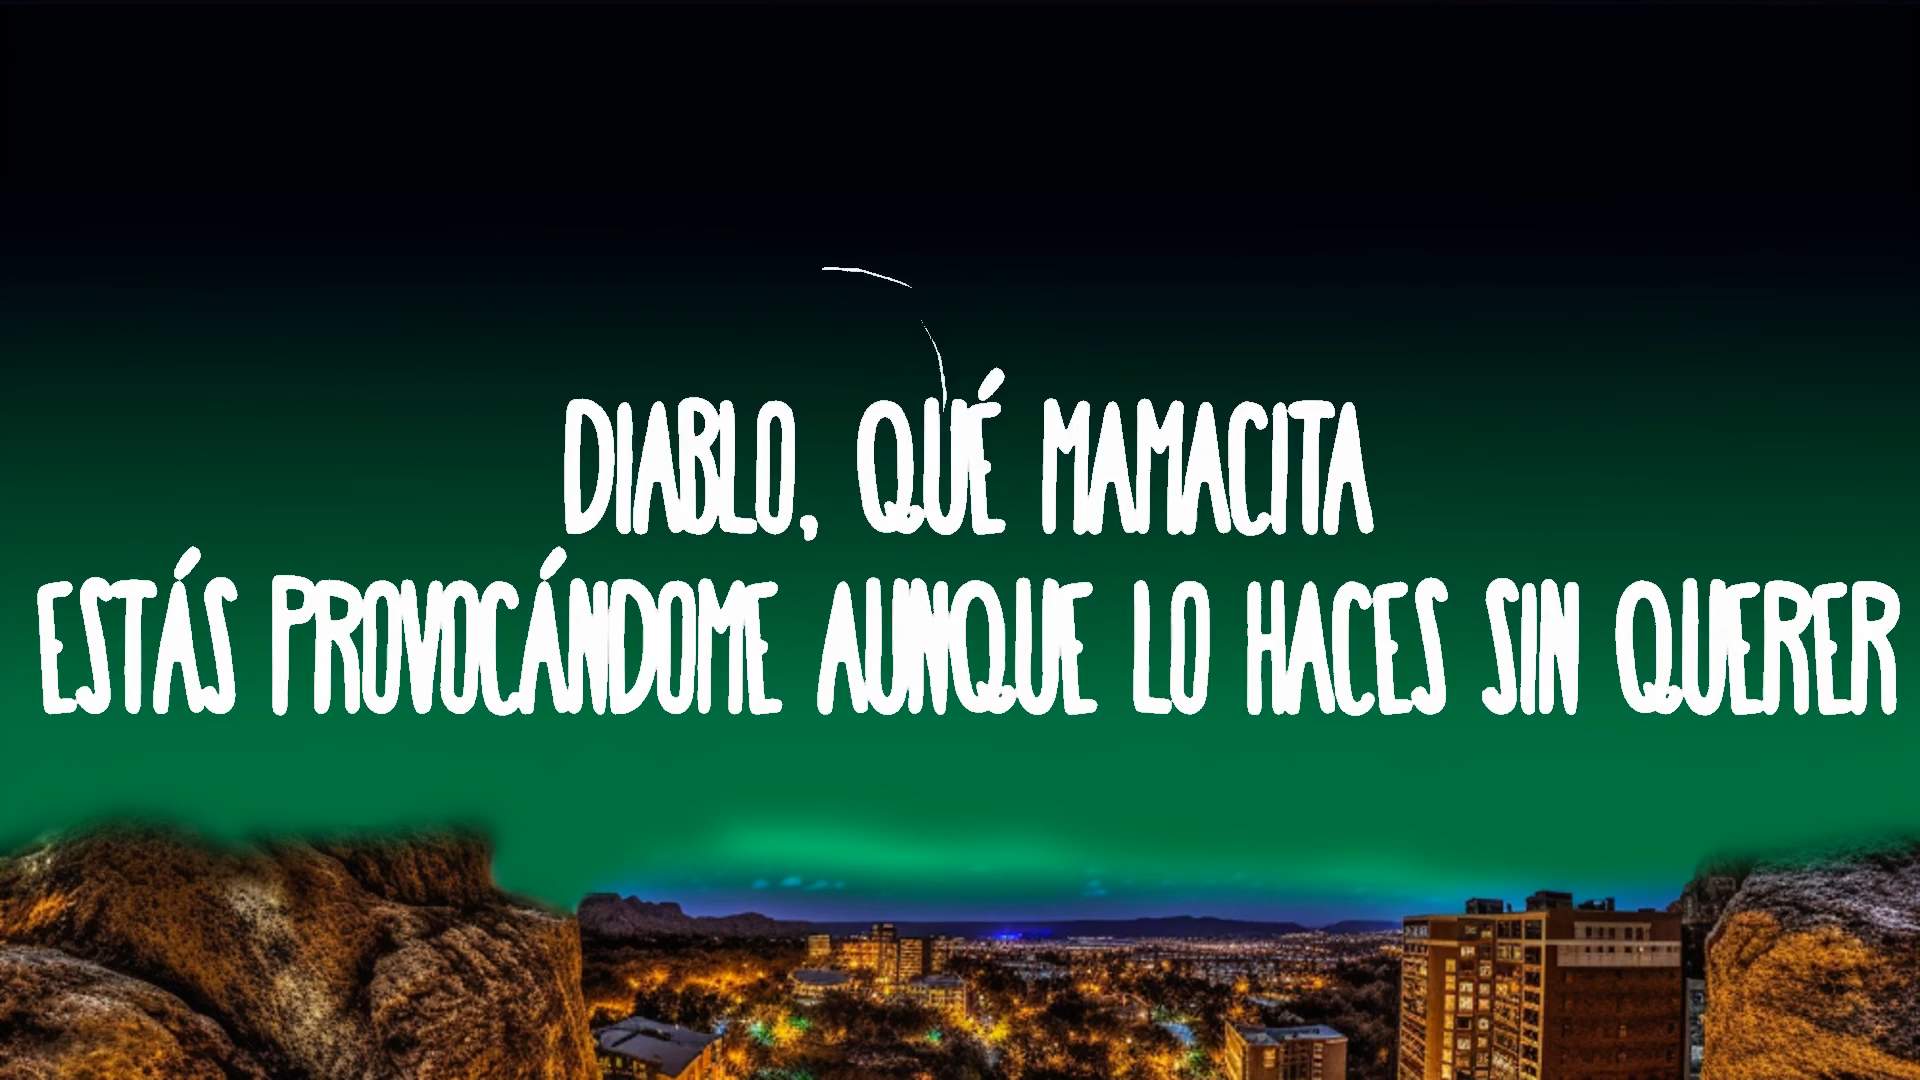 DIABLO, QUÉ MAMACITA
ESTÁS PROVOCÁNDOME AUNQUE LO HACES SIN QUERER